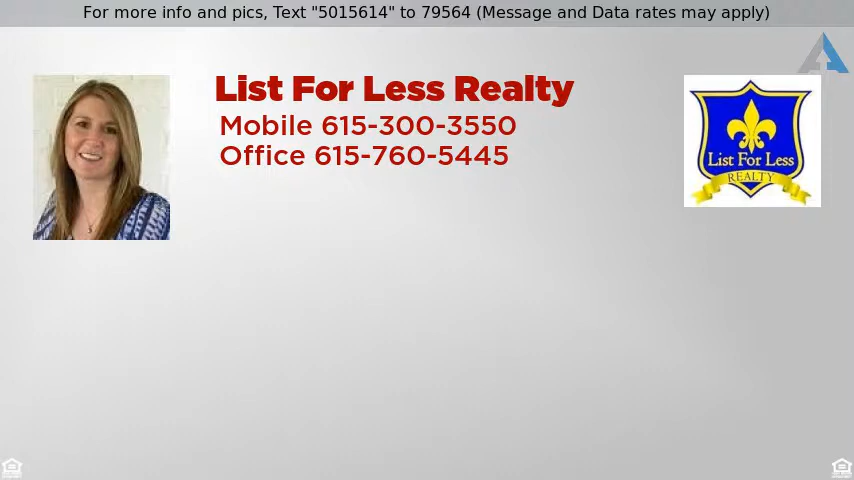 For more info and pics, Text "5015614" to 79564 (Message and Data rates may apply)
List For Less Realty
Mobile 615-300-3550
Office 615-760-5445
List For Less
REALTY